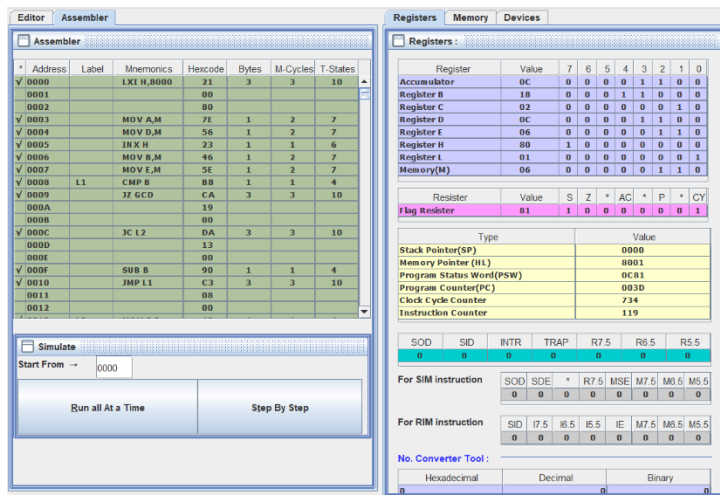 Editor Assembler
Assembler
* Address Label Mnemonics Hexcode Bytes M-Cycles T-States
√ 0000 LXI H,8000 21 3 3 10
0001 00
0002 80
√ 0003 MOV A,M 7E 1 2 7
√ 0004 MOV D,M 56 1 2 7
√ 0005 INX H 23 1 1 6
√ 0006 MOV B,M 46 1 2 7
√ 0007 MOV E,M 5E 1 2 7
√ 0008 L1 CMP B B8 1 1 4
√ 0009 JZ GCD CA 3 3 10
000A 19
000B 00
√ 000C JC L2 DA 3 3 10
000D 13
000E 00
√ 000F SUB B 90 1 1 4
√ 0010 JMP L1 C3 3 3 10
0011 08
0012 00
Simulate
Start From → 0000
Run all At a Time Step By Step
Registers Memory Devices
Registers :
Register Value 7 6 5 4 3 2 1 0
Accumulator 0C 0 0 0 0 1 1 0 0
Register B 18 0 0 0 1 1 0 0 0
Register C 02 0 0 0 0 0 0 1 0
Register D 0C 0 0 0 0 1 1 0 0
Register E 06 0 0 0 0 0 1 1 0
Register H 80 1 0 0 0 0 0 0 0
Register L 01 0 0 0 0 0 0 0 1
Memory(M) 06 0 0 0 0 0 1 1 0
Resister Value S Z * AC * P * CY
Flag Resister 81 1 0 0 0 0 0 0 1
Type Value
Stack Pointer(SP) 0000
Memory Pointer (HL) 8001
Program Status Word(PSW) 0C81
Program Counter(PC) 003D
Clock Cycle Counter 734
Instruction Counter 119
SOD SID INTR TRAP R7.5 R6.5 R5.5
0 0 0 0 0 0 0
For SIM instruction SOD SDE * R7.5 MSE M7.5 M6.5 M5.5
0 0 0 0 0 0 0 0
For RIM instruction SID I7.5 I6.5 I5.5 IE M7.5 M6.5 M5.5
0 0 0 0 0 0 0 0
No. Converter Tool :
Hexadecimal Decimal Binary
0 0 0